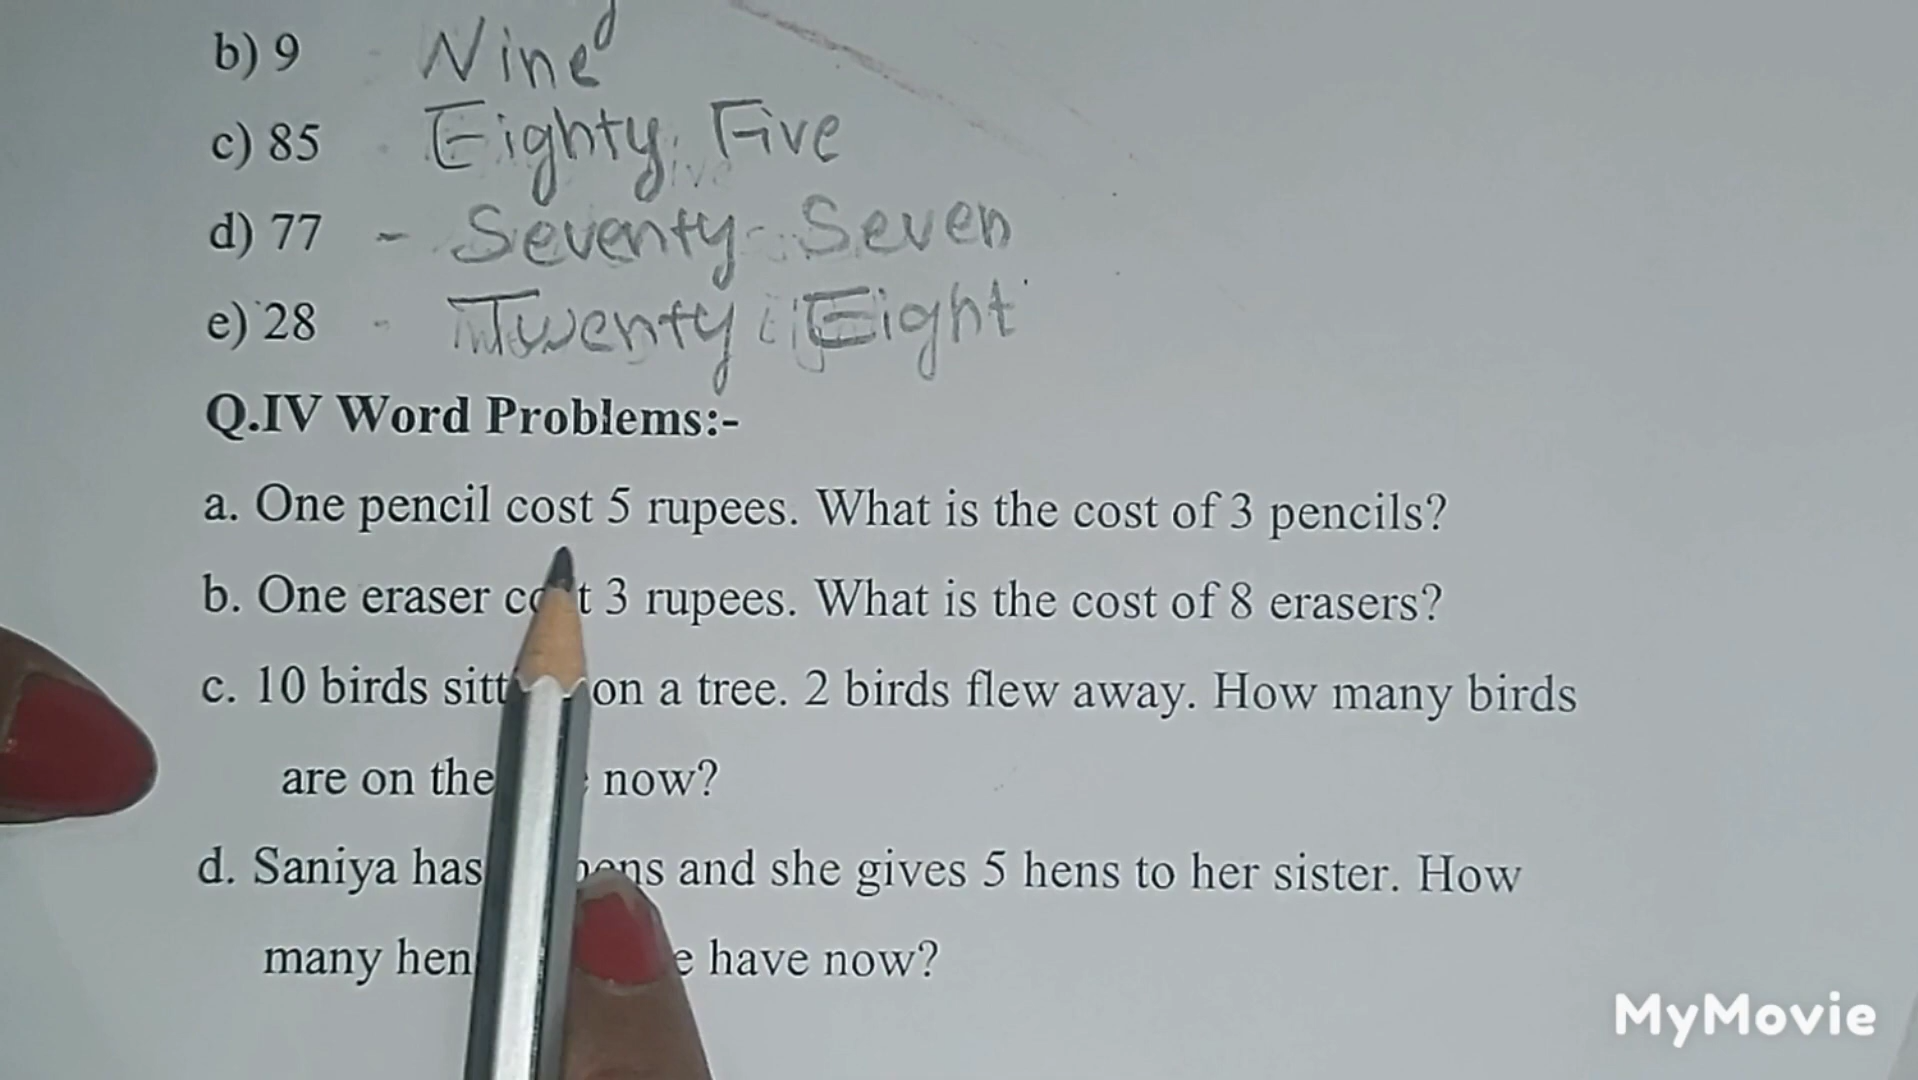 b) 9 Nine
c) 85 Eighty Five
d) 77 - Seventy Seven
e) 28 - Twenty Eight
Q.IV Word Problems:-
a. One pencil cost 5 rupees. What is the cost of 3 pencils?
b. One eraser 3 rupees. What is the cost of 8 erasers?
c. 10 birds on a tree. 2 birds flew away. How many birds
are on the now?
d. Saniya has and she gives 5 hens to her sister. How
many have now?
MyMovie